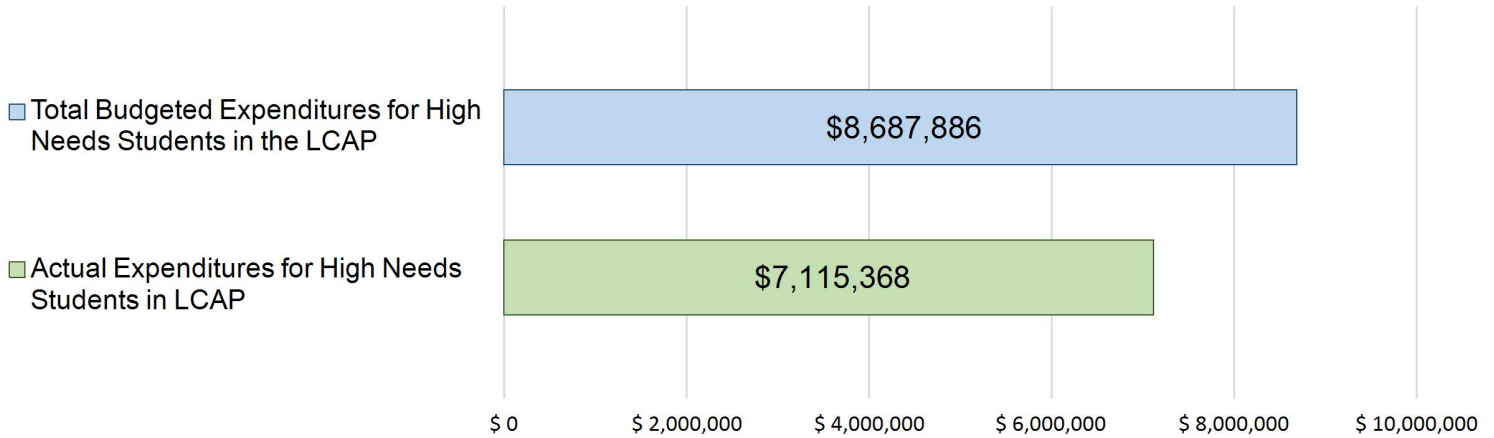 Total Budgeted Expenditures for High
Needs Students in the LCAP
$8,687,886
Actual Expenditures for High Needs
Students in LCAP
$7,115,368
$ 0
$ 2,000,000
$ 4,000,000
$ 6,000,000
$ 8,000,000
$ 10,000,000